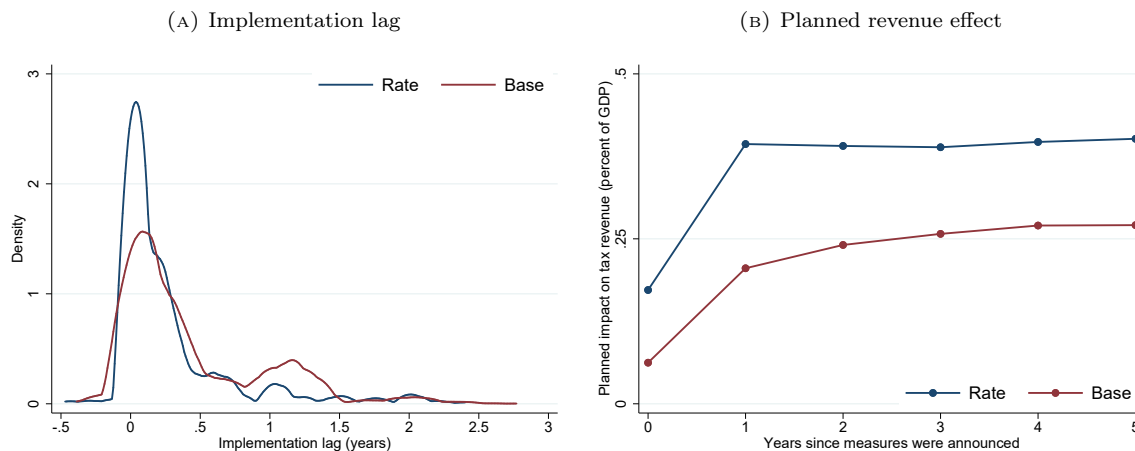 (A) Implementation lag
3
2
1
0
Density
-.5
0
.5
1
1.5
2
2.5
3
Implementation lag (years)
Rate
Base
(B) Planned revenue effect
.5
.25
0
Planned impact on tax revenue (percent of GDP)
0
1
2
3
4
5
Years since measures were announced
Rate
Base